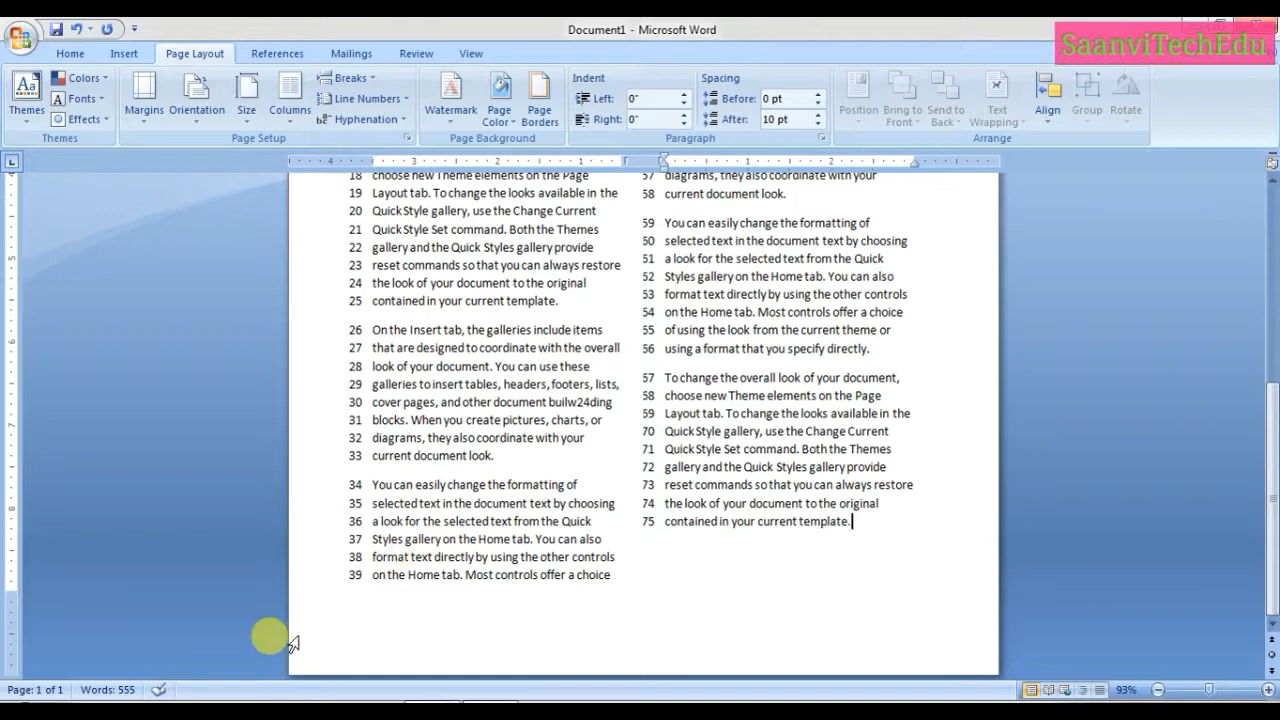 Document1 - Microsoft Word
SaanviTechEdu
Home Insert Page Layout References Mailings Review View
Themes
Colors
Fonts
Effects
Themes
Margins
Orientation
Size
Columns
Breaks
Line Numbers
Hyphenation
Page Setup
Watermark
Page Color
Page Borders
Page Background
Indent
Left: 0"
Right: 0"
Spacing
Before: 0 pt
After: 10 pt
Paragraph
Position
Bring to Front
Send to Back
Text Wrapping
Align
Group
Rotate
Arrange
4 3 2 1 1 2
18 choose new Theme elements on the Page
19 Layout tab. To change the looks available in the
20 Quick Style gallery, use the Change Current
21 Quick Style Set command. Both the Themes
22 gallery and the Quick Styles gallery provide
23 reset commands so that you can always restore
24 the look of your document to the original
25 contained in your current template.
26 On the Insert tab, the galleries include items
27 that are designed to coordinate with the overall
28 look of your document. You can use these
29 galleries to insert tables, headers, footers, lists,
30 cover pages, and other document builw24ding
31 blocks. When you create pictures, charts, or
32 diagrams, they also coordinate with your
33 current document look.
34 You can easily change the formatting of
35 selected text in the document text by choosing
36 a look for the selected text from the Quick
37 Styles gallery on the Home tab. You can also
38 format text directly by using the other controls
39 on the Home tab. Most controls offer a choice
57 diagrams, they also coordinate with your
58 current document look.
59 You can easily change the formatting of
50 selected text in the document text by choosing
51 a look for the selected text from the Quick
52 Styles gallery on the Home tab. You can also
53 format text directly by using the other controls
54 on the Home tab. Most controls offer a choice
55 of using the look from the current theme or
56 using a format that you specify directly.
57 To change the overall look of your document,
58 choose new Theme elements on the Page
59 Layout tab. To change the looks available in the
70 Quick Style gallery, use the Change Current
71 Quick Style Set command. Both the Themes
72 gallery and the Quick Styles gallery provide
73 reset commands so that you can always restore
74 the look of your document to the original
75 contained in your current template.
Page: 1 of 1 Words: 555 93%